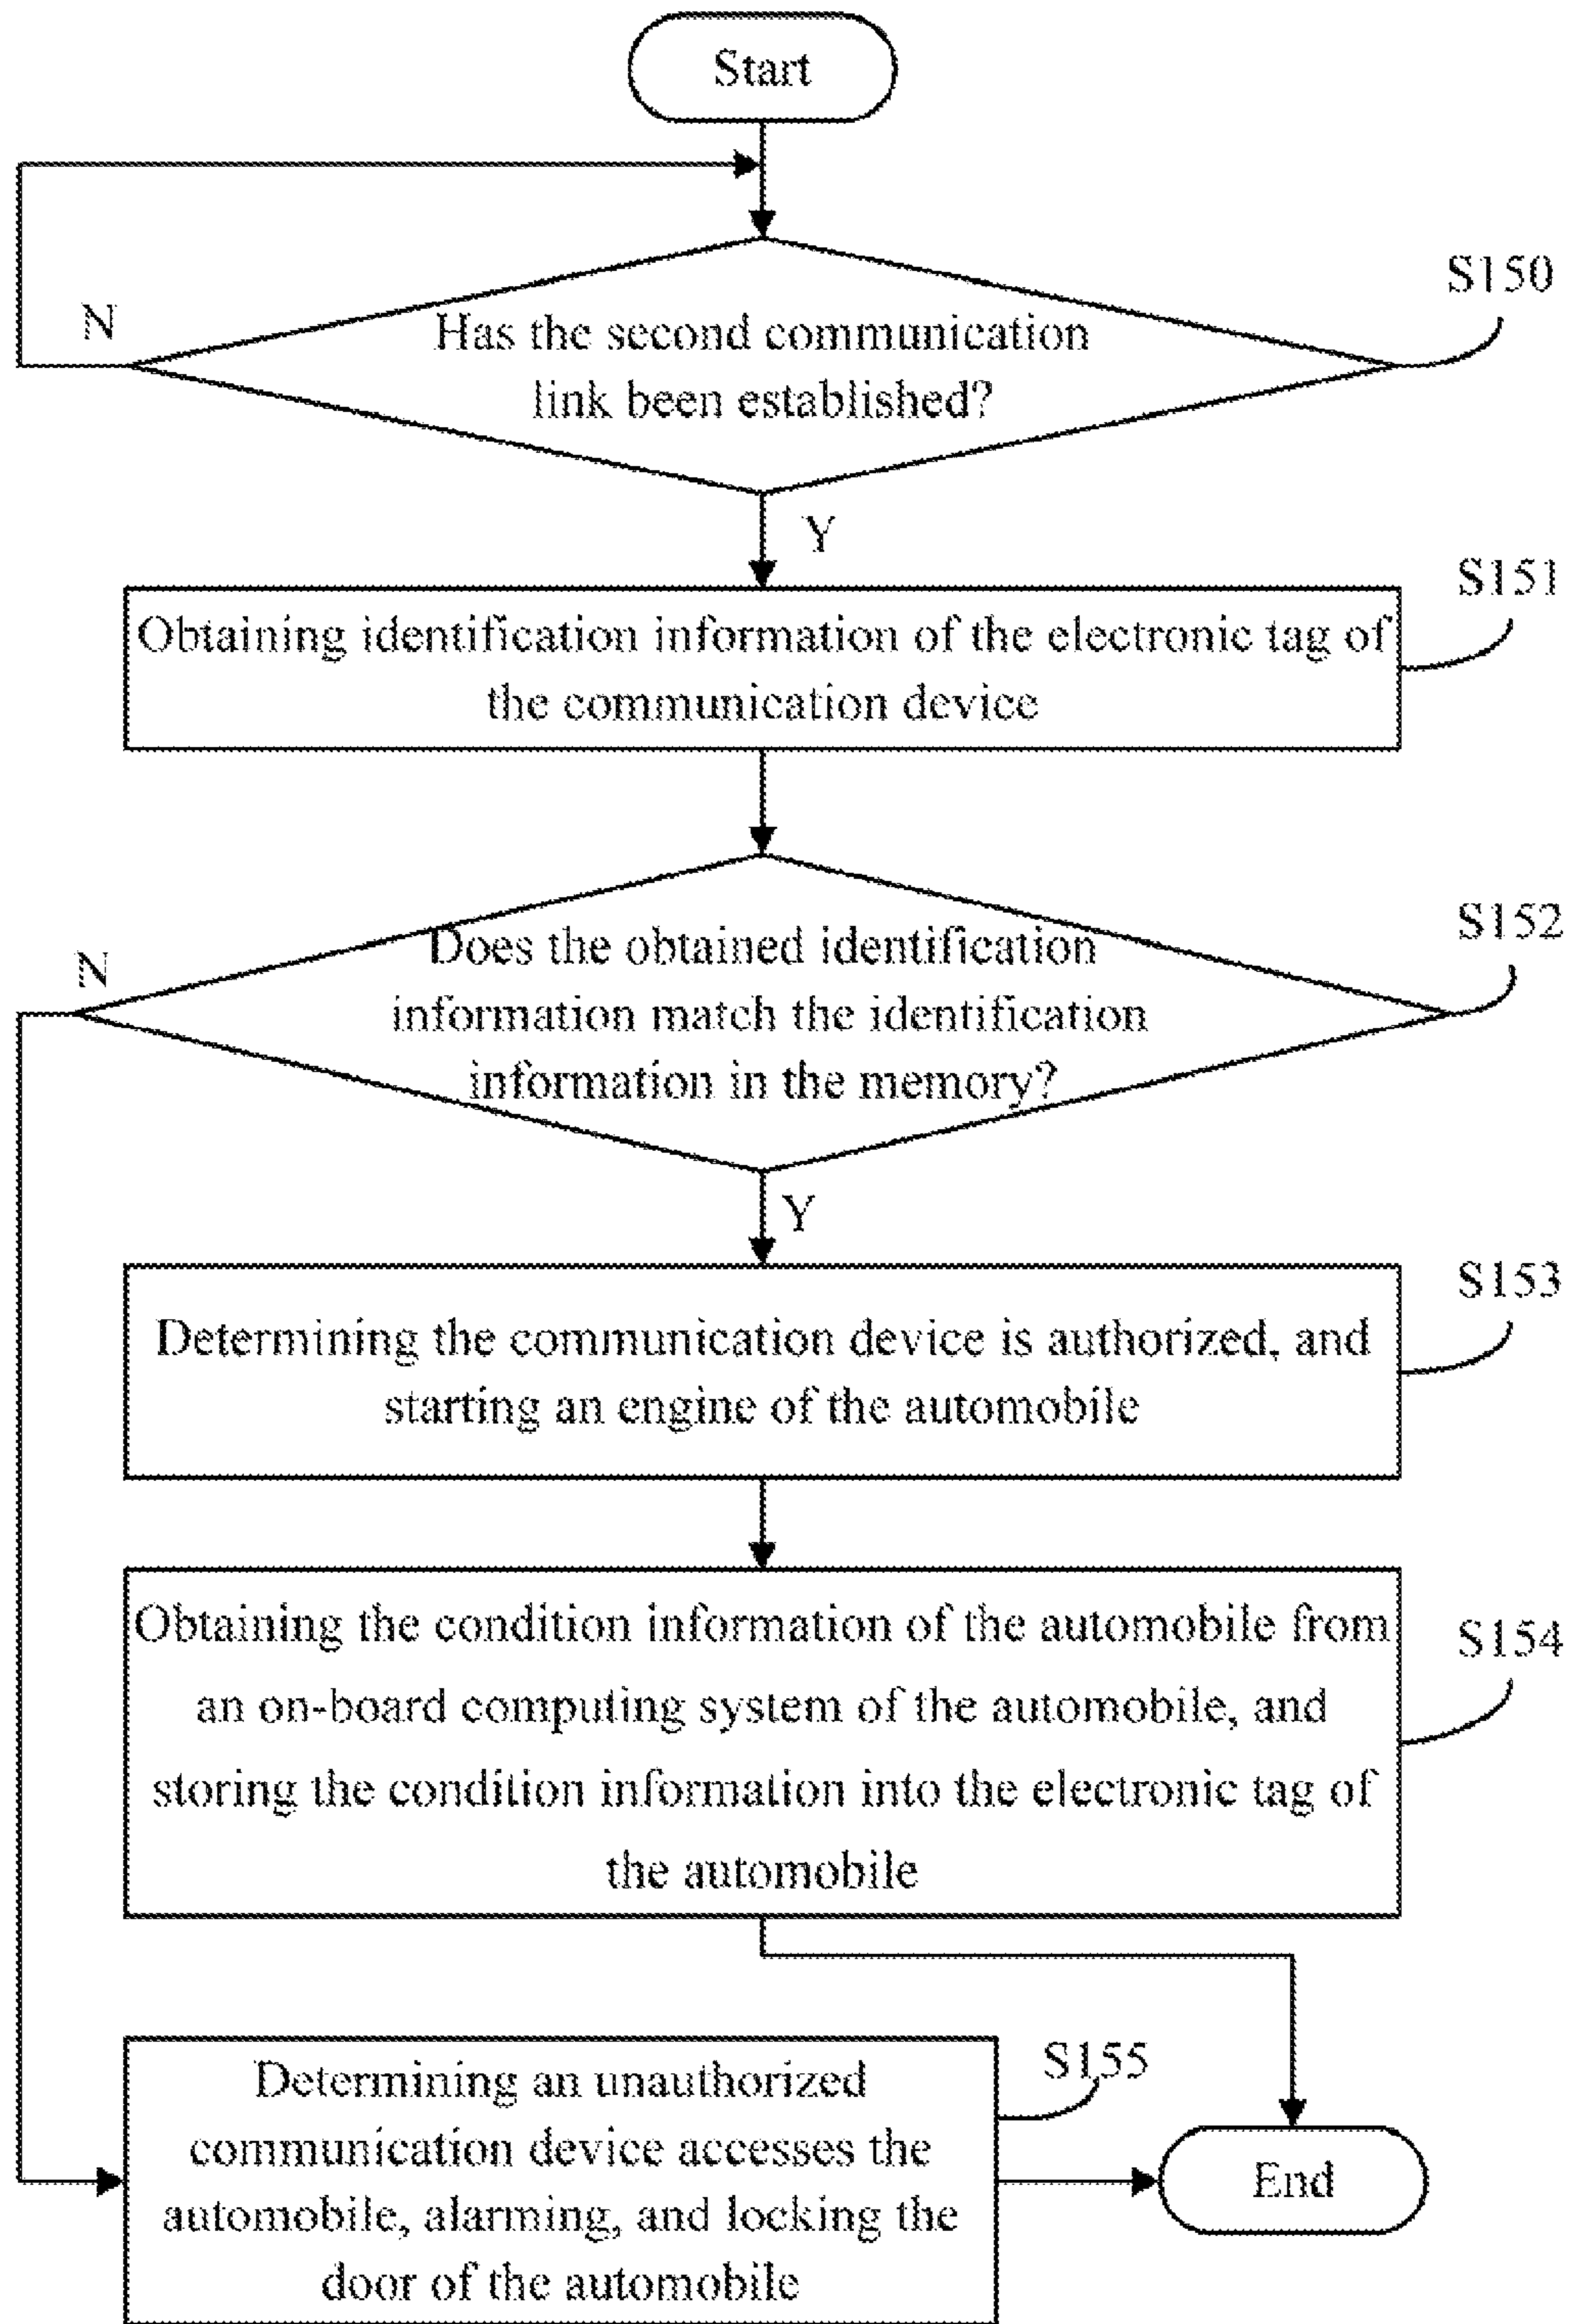 Start
S150
N
Has the second communication
link been established?
Y
S151
Obtaining identification information of the electronic tag of
the communication device
S152
N
Does the obtained identification
information match the identification
information in the memory?
Y
S153
Determining the communication device is authorized, and
starting an engine of the automobile
S154
Obtaining the condition information of the automobile from
an on-board computing system of the automobile, and
storing the condition information into the electronic tag of
the automobile
S155
Determining an unauthorized
communication device accesses the
automobile, alarming, and locking the
door of the automobile
End